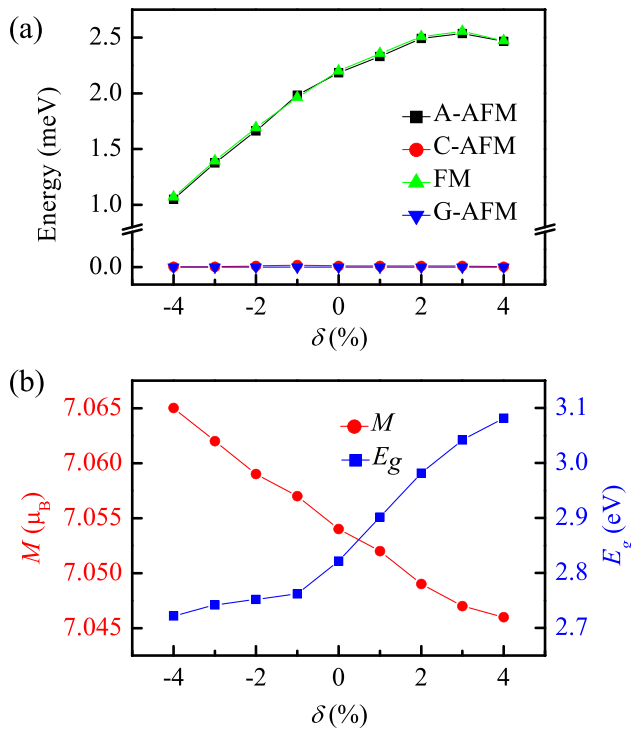 (a)
Energy (meV)
2.5
2.0
1.5
1.0
0.0
A-AFM
C-AFM
FM
G-AFM
-4 -2 0 2 4
δ (%)
(b)
M (μB)
7.065
7.060
7.055
7.050
7.045
M
Eg
3.1
3.0
2.9
2.8
2.7
Eg (eV)
-4 -2 0 2 4
δ (%)